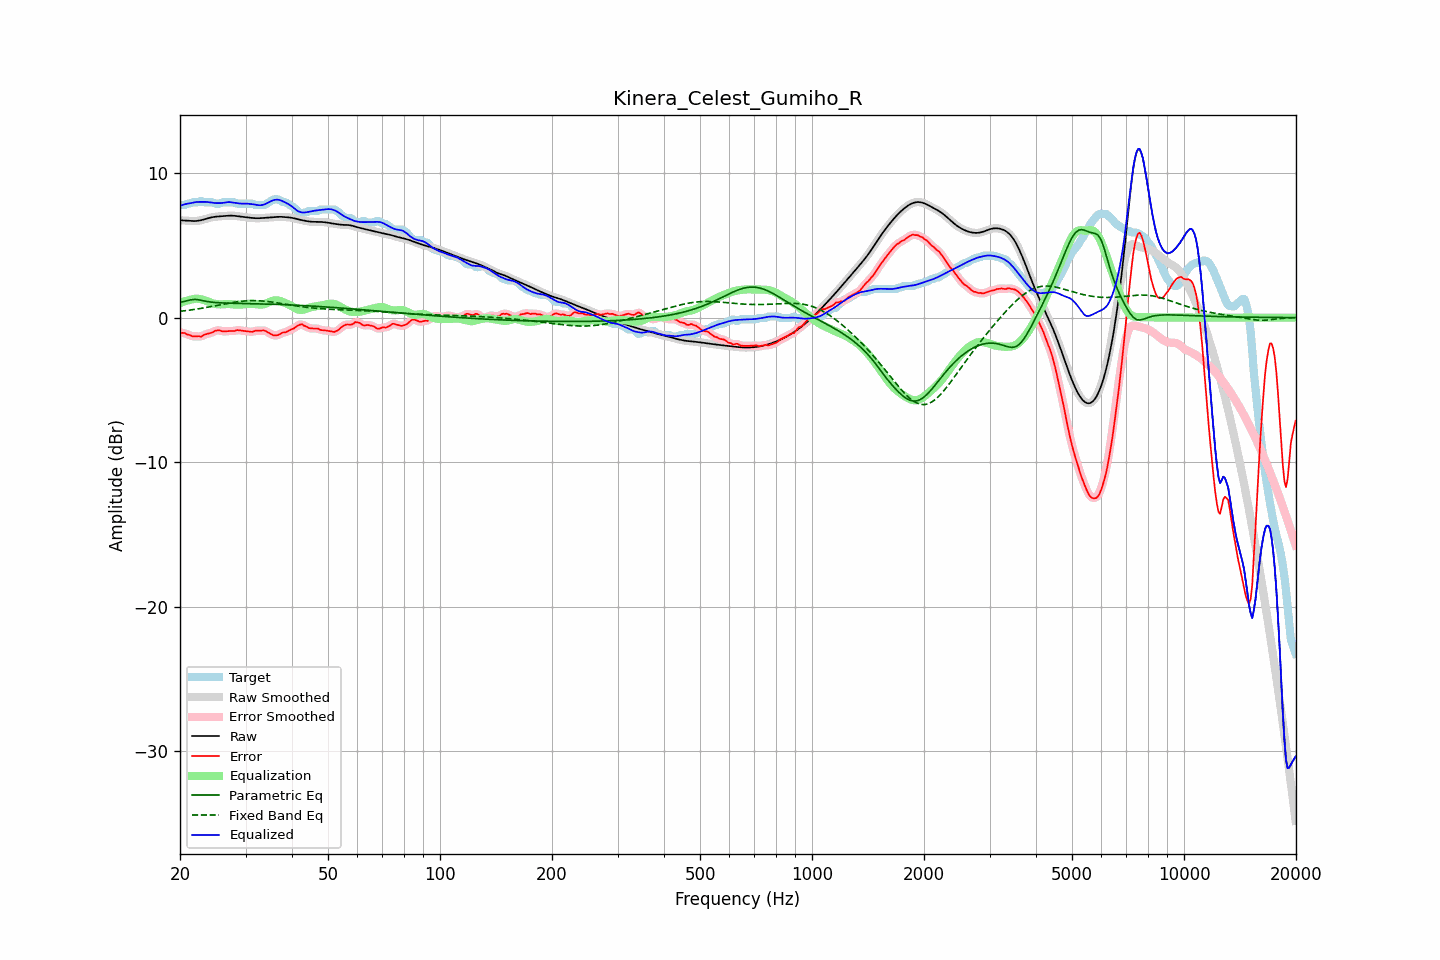 Kinera_Celest_Gumiho_R
10
0
−10
−20
−30
Amplitude (dBr)
Target
Raw Smoothed
Error Smoothed
Raw
Error
Equalization
Parametric Eq
Fixed Band Eq
Equalized
20 50 100 200 500 1000 2000 5000 10000 20000
Frequency (Hz)